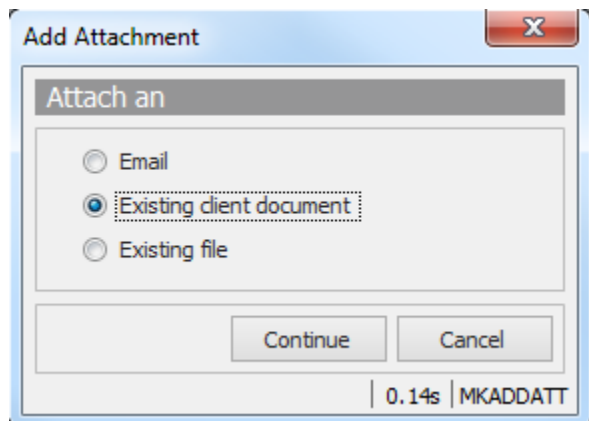 Add Attachment
Attach an
Email
Existing client document
Existing file
Continue Cancel
0.14s MKADDATT